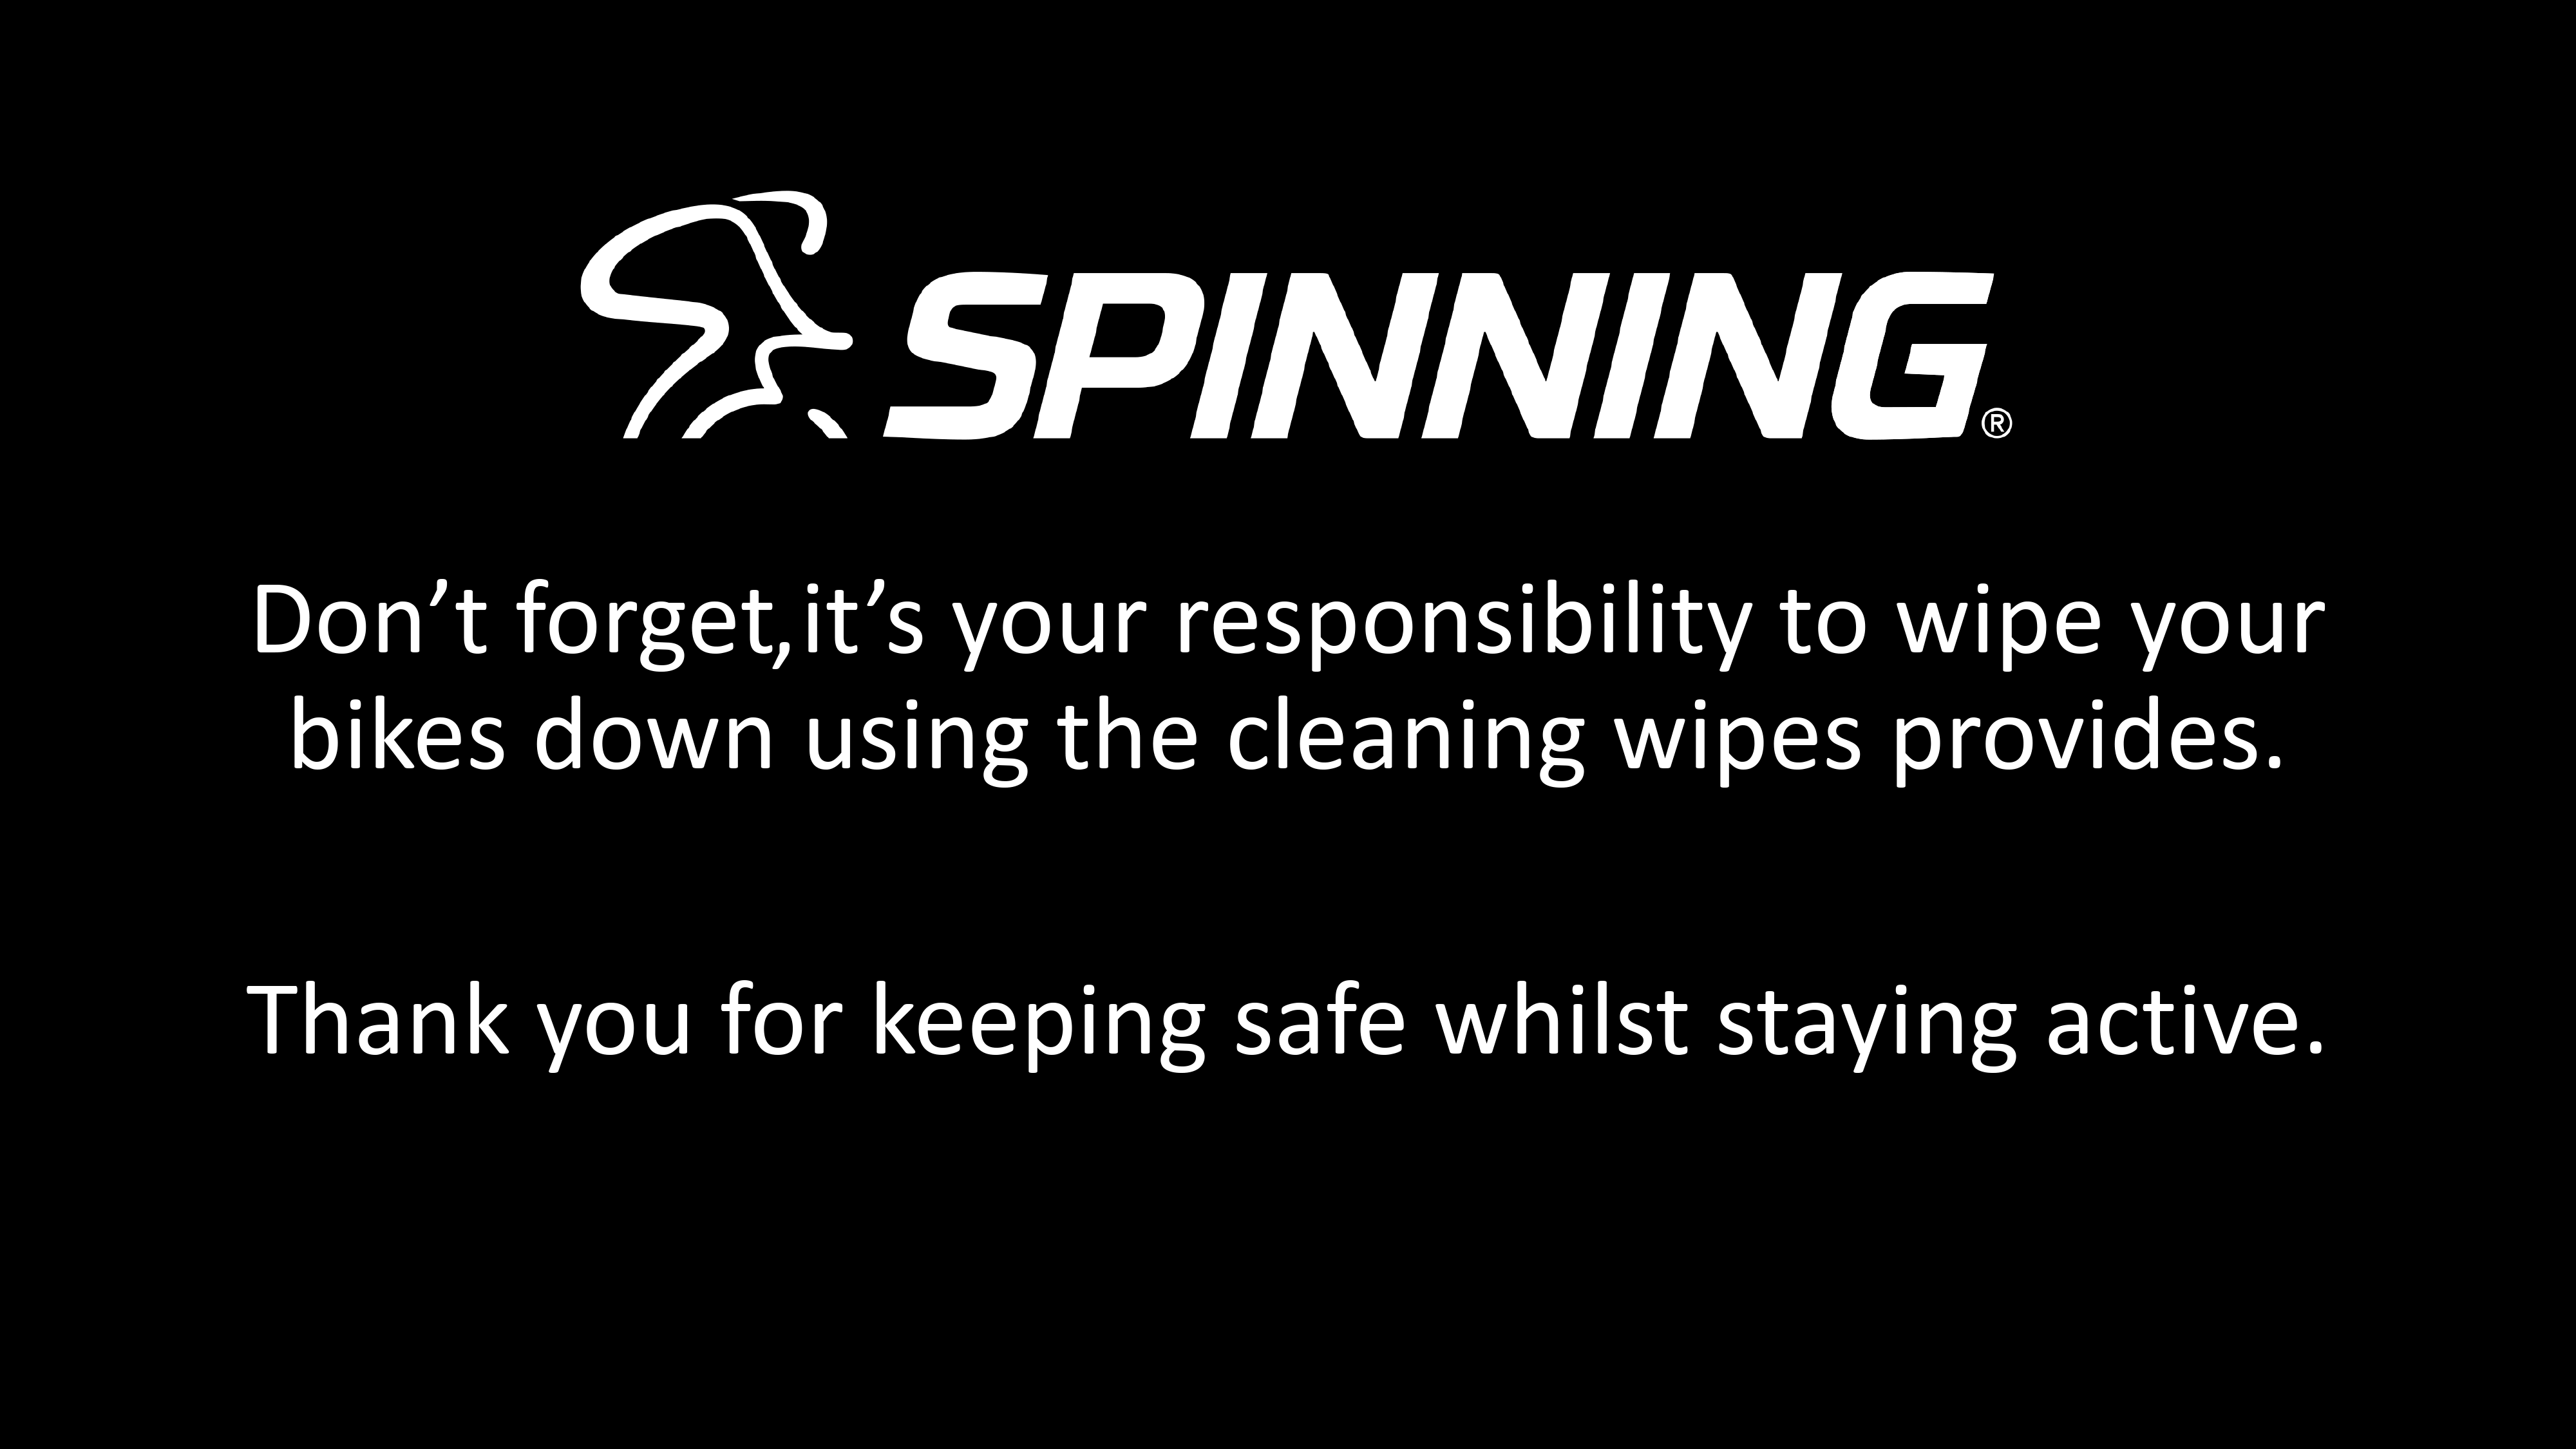 SPINNING®
Don’t forget,it’s your responsibility to wipe your
bikes down using the cleaning wipes provides.
Thank you for keeping safe whilst staying active.